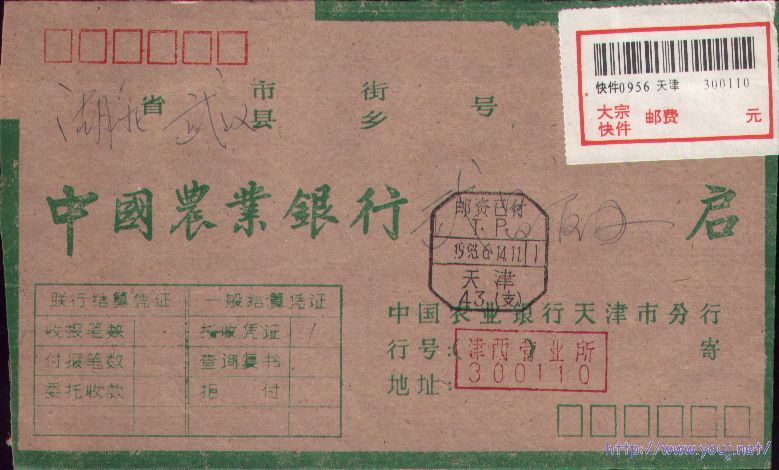 快件0956 天津 300110
大宗 邮费 元
快件
湖北省 武汉 市 街 号
县 乡
中國農業銀行 启
邮资已付
T.P.
天津
43(支)
联行结算凭证 一般结算凭证
收报笔数 托收凭证 1
付报笔数 查询复书
委托收款 拒付
中国农业银行天津市分行
行号:( ) 寄
津西营业所
地址:
300110
http://www.youj.net/